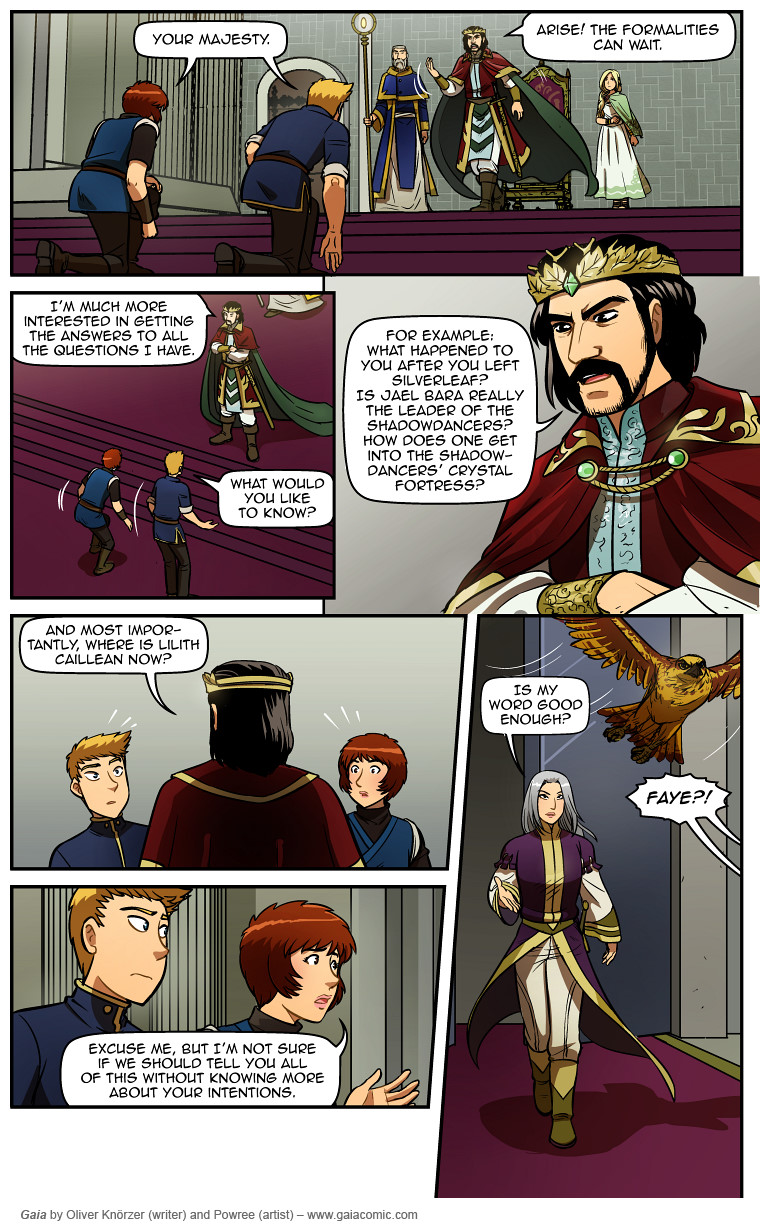 YOUR MAJESTY.
ARISE! THE FORMALITIES
CAN WAIT.
I'M MUCH MORE
INTERESTED IN GETTING
THE ANSWERS TO ALL
THE QUESTIONS I HAVE.
WHAT WOULD
YOU LIKE
TO KNOW?
FOR EXAMPLE:
WHAT HAPPENED TO
YOU AFTER YOU LEFT
SILVERLEAF?
IS JAEL BARA REALLY
THE LEADER OF THE
SHADOWDANCERS?
HOW DOES ONE GET
INTO THE SHADOW-
DANCERS' CRYSTAL
FORTRESS?
AND MOST IMPOR-
TANTLY, WHERE IS LILITH
CAILLEAN NOW?
EXCUSE ME, BUT I'M NOT SURE
IF WE SHOULD TELL YOU ALL
OF THIS WITHOUT KNOWING MORE
ABOUT YOUR INTENTIONS.
IS MY
WORD GOOD
ENOUGH?
FAYE?!
Gaia by Oliver Knörzer (writer) and Powree (artist) – www.gaiacomic.com